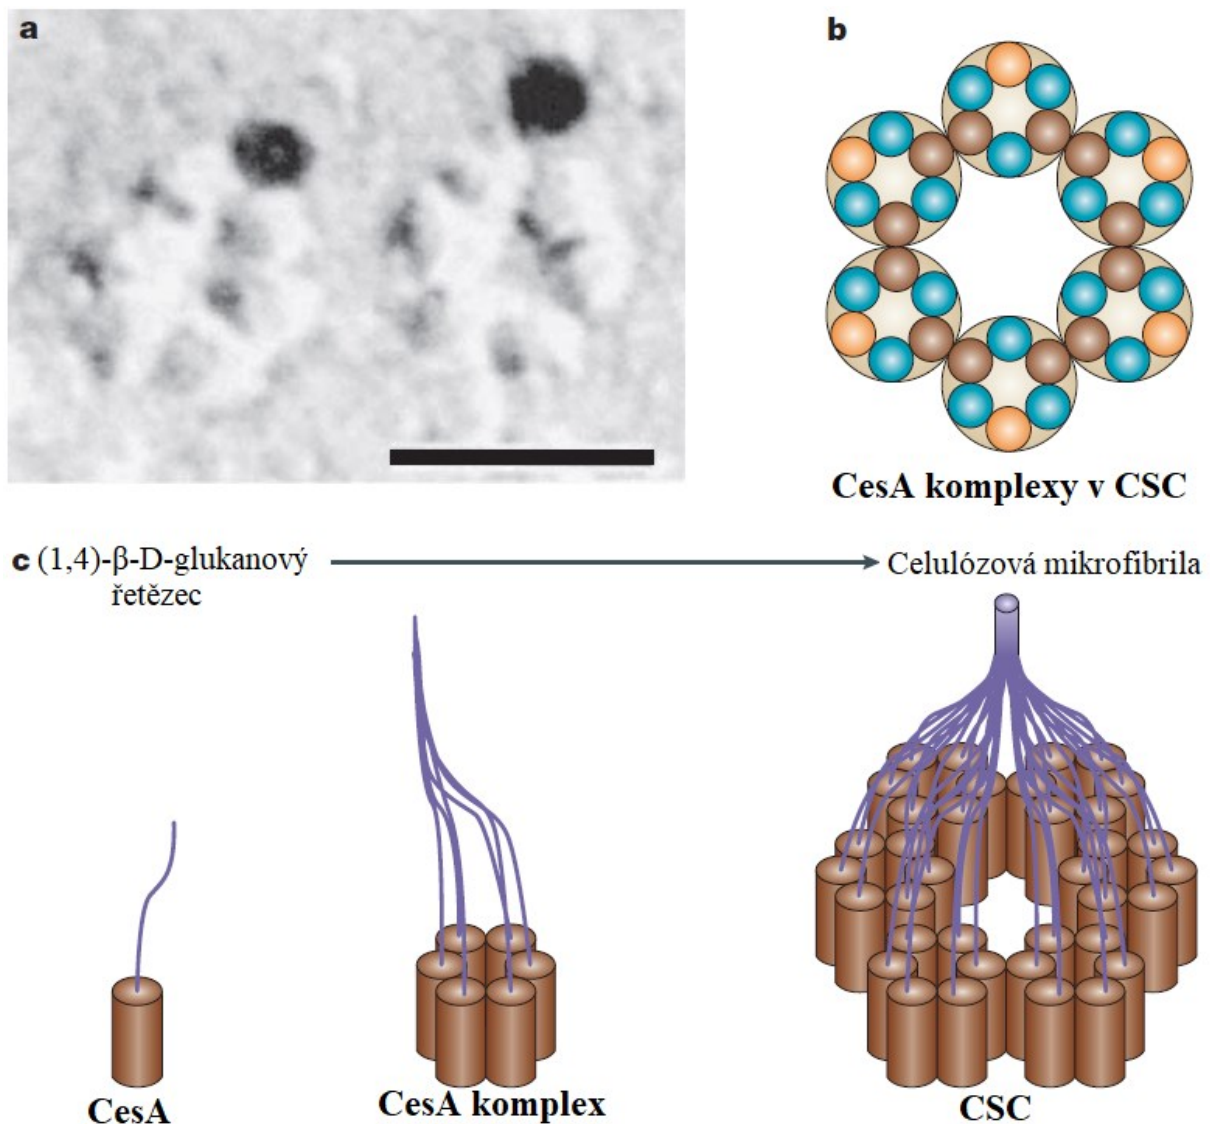 a
b
CesA komplexy v CSC
c (1,4)-β-D-glukanový
řetězec
Celulózová mikrofibrila
CesA
CesA komplex
CSC